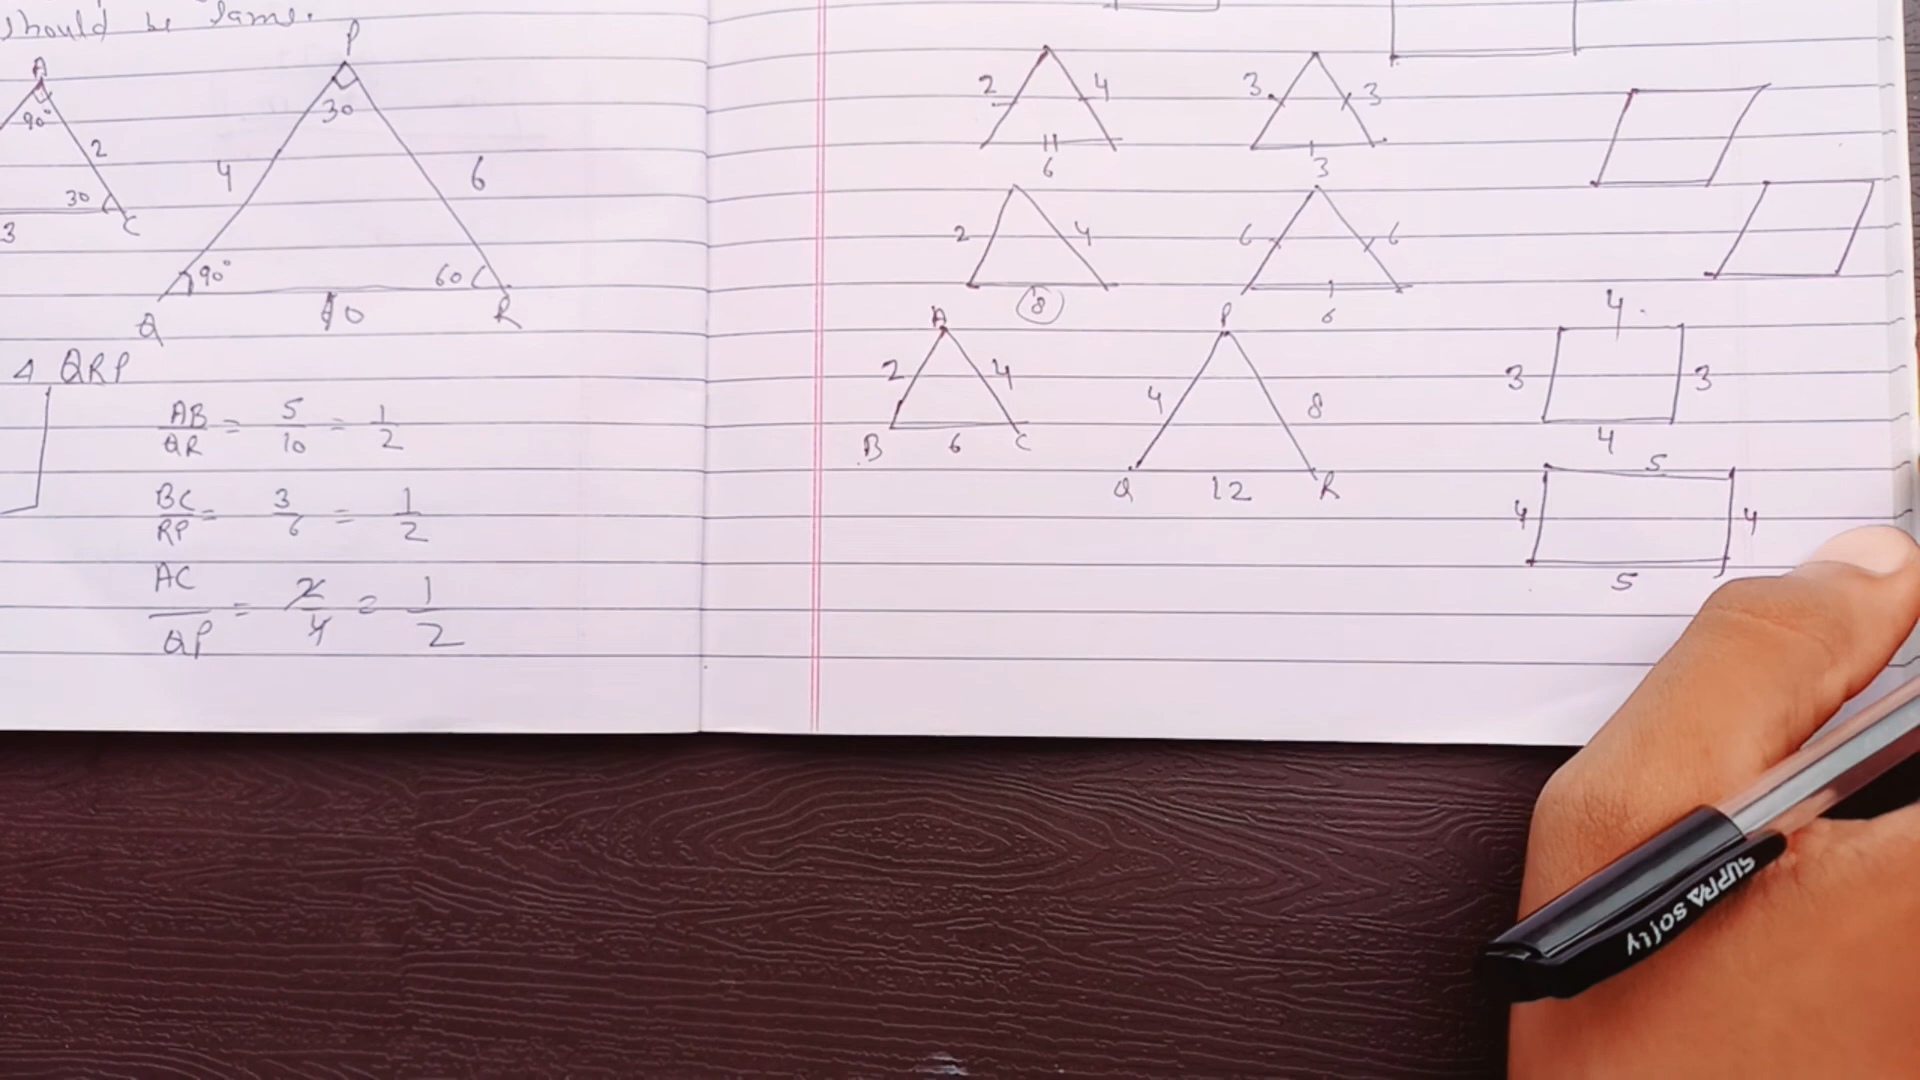 should be same.
A
90°
2
30
C
3
P
30
4
6
90°
60
Q
10
R
Δ QRP
AB/QR = 5/10 = 1/2
BC/RP = 3/6 = 1/2
AC/QP = 2/4 = 1/2
2 4
6
3 3
3
2 4
8
6 6
6
A
2 4
B 6 C
P
4 8
Q 12 R
4
3 3
4
5
4 4
5
SUPRA SOFTY